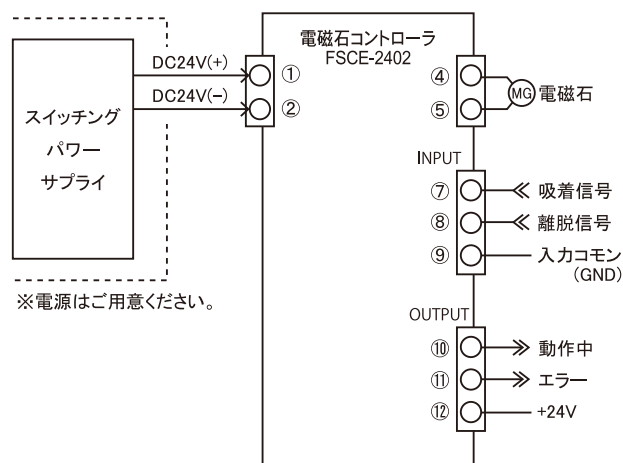 電磁石コントローラ
FSCE-2402
DC24V(+)
①
DC24V(−)
②
スイッチング
パワー
サプライ
④
⑤
MG
電磁石
INPUT
⑦
吸着信号
⑧
離脱信号
⑨
入力コモン
(GND)
※電源はご用意ください。
OUTPUT
⑩
動作中
⑪
エラー
⑫
+24V